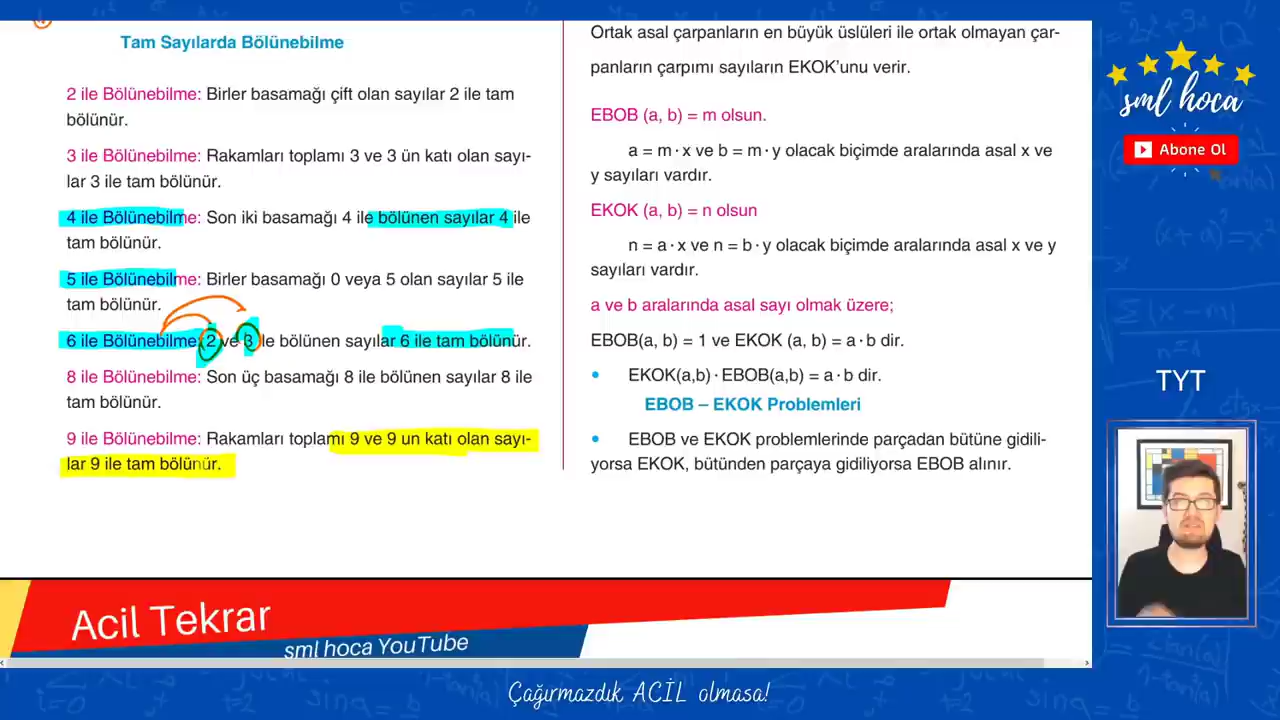 Tam Sayılarda Bölünebilme
2 ile Bölünebilme: Birler basamağı çift olan sayılar 2 ile tam
bölünür.
3 ile Bölünebilme: Rakamları toplamı 3 ve 3 ün katı olan sayı-
lar 3 ile tam bölünür.
4 ile Bölünebilme: Son iki basamağı 4 ile bölünen sayılar 4 ile
tam bölünür.
5 ile Bölünebilme: Birler basamağı 0 veya 5 olan sayılar 5 ile
tam bölünür.
6 ile Bölünebilme: 2 ve 3 ile bölünen sayılar 6 ile tam bölünür.
8 ile Bölünebilme: Son üç basamağı 8 ile bölünen sayılar 8 ile
tam bölünür.
9 ile Bölünebilme: Rakamları toplamı 9 ve 9 un katı olan sayı-
lar 9 ile tam bölünür.
Ortak asal çarpanların en büyük üslüleri ile ortak olmayan çar-
panların çarpımı sayıların EKOK'unu verir.
EBOB (a, b) = m olsun.
a = m · x ve b = m · y olacak biçimde aralarında asal x ve
y sayıları vardır.
EKOK (a, b) = n olsun
n = a · x ve n = b · y olacak biçimde aralarında asal x ve y
sayıları vardır.
a ve b aralarında asal sayı olmak üzere;
EBOB(a, b) = 1 ve EKOK (a, b) = a · b dir.
• EKOK(a,b) · EBOB(a,b) = a · b dir.
EBOB – EKOK Problemleri
• EBOB ve EKOK problemlerinde parçadan bütüne gidili-
yorsa EKOK, bütünden parçaya gidiliyorsa EBOB alınır.
sml hoca
Abone Ol
TYT
Acil Tekrar
sml hoca YouTube
Çağırmazdık ACİL olmasa!